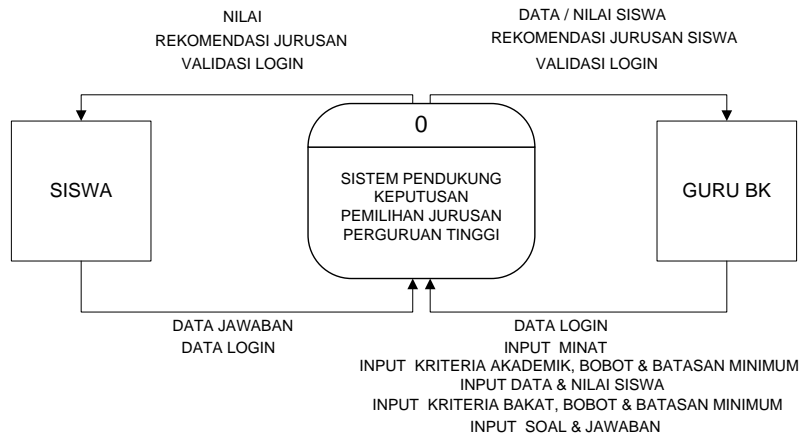 NILAI
REKOMENDASI JURUSAN
VALIDASI LOGIN
DATA / NILAI SISWA
REKOMENDASI JURUSAN SISWA
VALIDASI LOGIN
SISWA
0
SISTEM PENDUKUNG
KEPUTUSAN
PEMILIHAN JURUSAN
PERGURUAN TINGGI
GURU BK
DATA JAWABAN
DATA LOGIN
DATA LOGIN
INPUT MINAT
INPUT KRITERIA AKADEMIK, BOBOT & BATASAN MINIMUM
INPUT DATA & NILAI SISWA
INPUT KRITERIA BAKAT, BOBOT & BATASAN MINIMUM
INPUT SOAL & JAWABAN